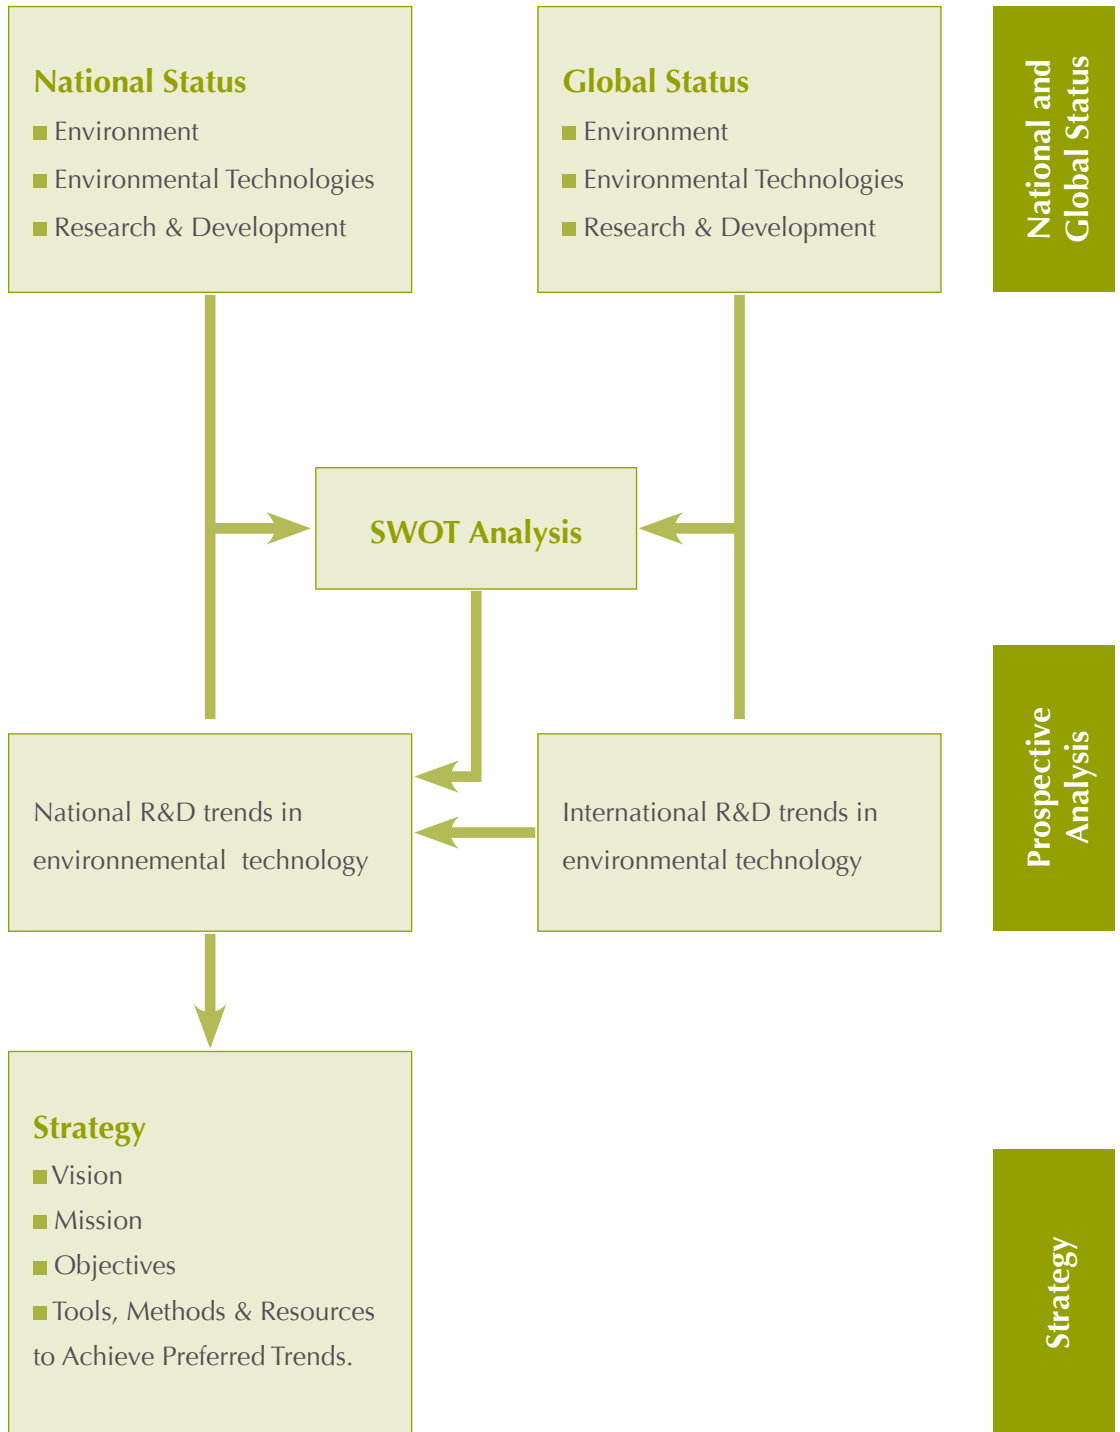 National Status
Environment
Environmental Technologies
Research & Development
Global Status
Environment
Environmental Technologies
Research & Development
National and
Global Status
SWOT Analysis
National R&D trends in
environnemental technology
International R&D trends in
environmental technology
Prospective
Analysis
Strategy
Vision
Mission
Objectives
Tools, Methods & Resources
to Achieve Preferred Trends.
Strategy